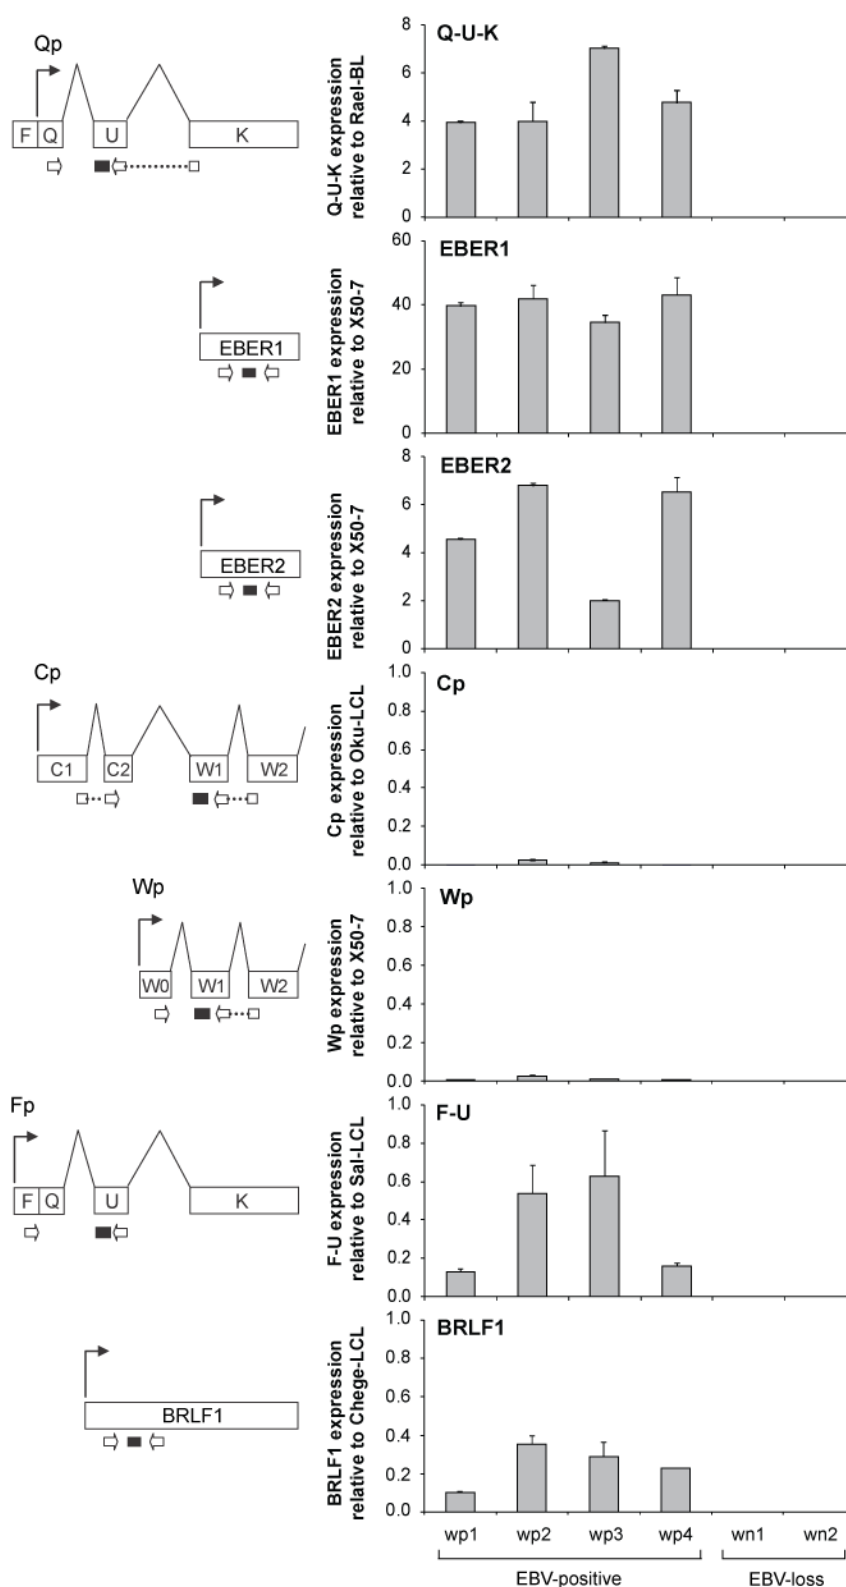 Qp
F Q U K
Q-U-K expression
relative to Rael-BL
8
6
4
2
0
Q-U-K
EBER1
EBER1 expression
relative to X50-7
60
40
20
0
EBER1
EBER2
EBER2 expression
relative to X50-7
8
6
4
2
0
EBER2
Cp
C1 C2 W1 W2
Cp expression
relative to Oku-LCL
1.0
0.8
0.6
0.4
0.2
0.0
Cp
Wp
W0 W1 W2
Wp expression
relative to X50-7
1.0
0.8
0.6
0.4
0.2
0.0
Wp
Fp
F Q U K
F-U expression
relative to Sal-LCL
1.0
0.8
0.6
0.4
0.2
0.0
F-U
BRLF1
BRLF1 expression
relative to Chege-LCL
1.0
0.8
0.6
0.4
0.2
0.0
BRLF1
wp1 wp2 wp3 wp4 wn1 wn2
EBV-positive EBV-loss